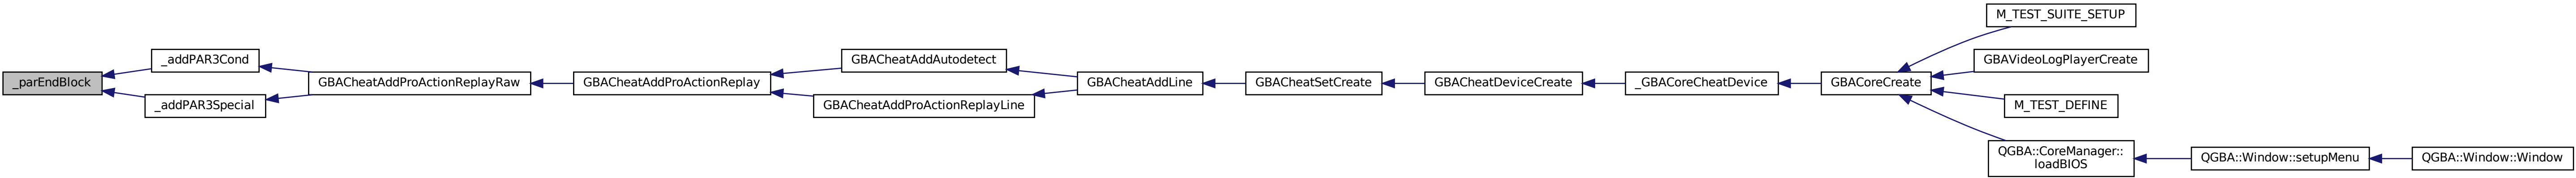 _parEndBlock
_addPAR3Cond
_addPAR3Special
GBACheatAddProActionReplayRaw
GBACheatAddProActionReplay
GBACheatAddAutodetect
GBACheatAddProActionReplayLine
GBACheatAddLine
GBACheatSetCreate
GBACheatDeviceCreate
_GBACoreCheatDevice
GBACoreCreate
M_TEST_SUITE_SETUP
GBAVideoLogPlayerCreate
M_TEST_DEFINE
QGBA::CoreManager::
loadBIOS
QGBA::Window::setupMenu
QGBA::Window::Window